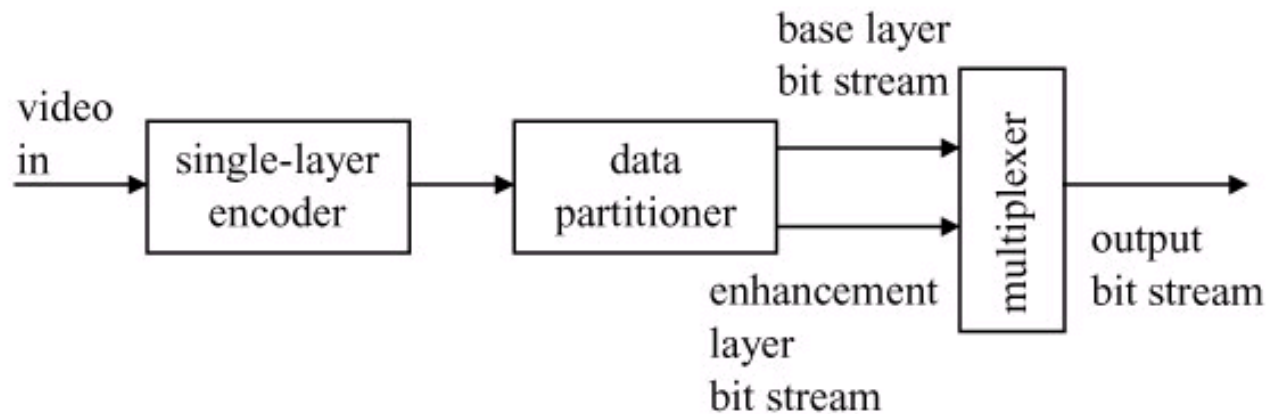 video
in
single-layer
encoder
data
partitioner
base layer
bit stream
enhancement
layer
bit stream
multiplexer
output
bit stream